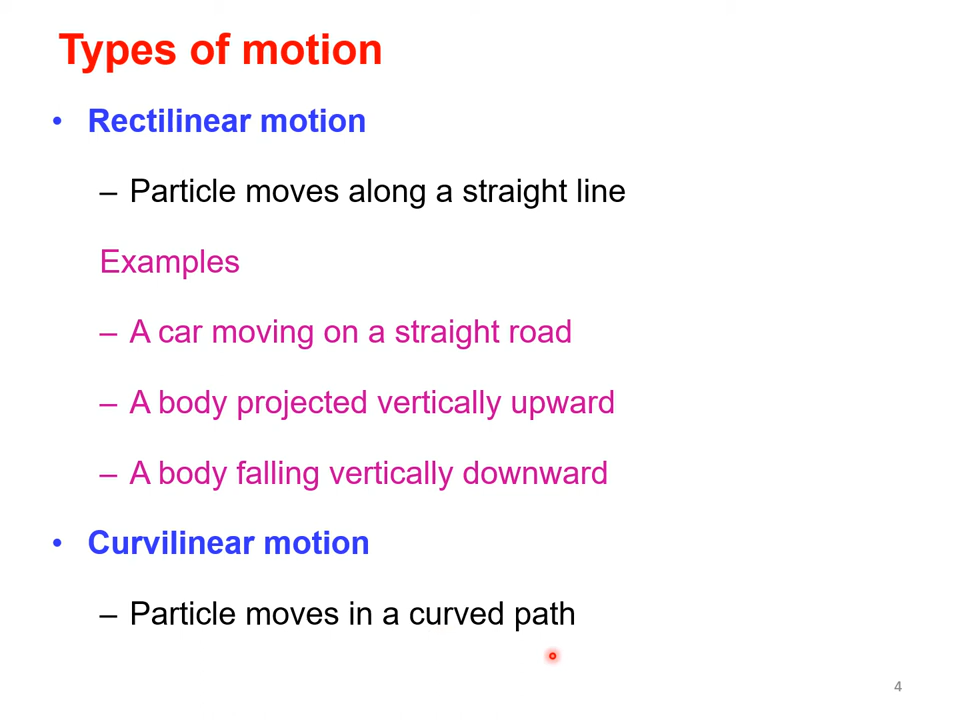 Types of motion
• Rectilinear motion
– Particle moves along a straight line
Examples
– A car moving on a straight road
– A body projected vertically upward
– A body falling vertically downward
• Curvilinear motion
– Particle moves in a curved path
4